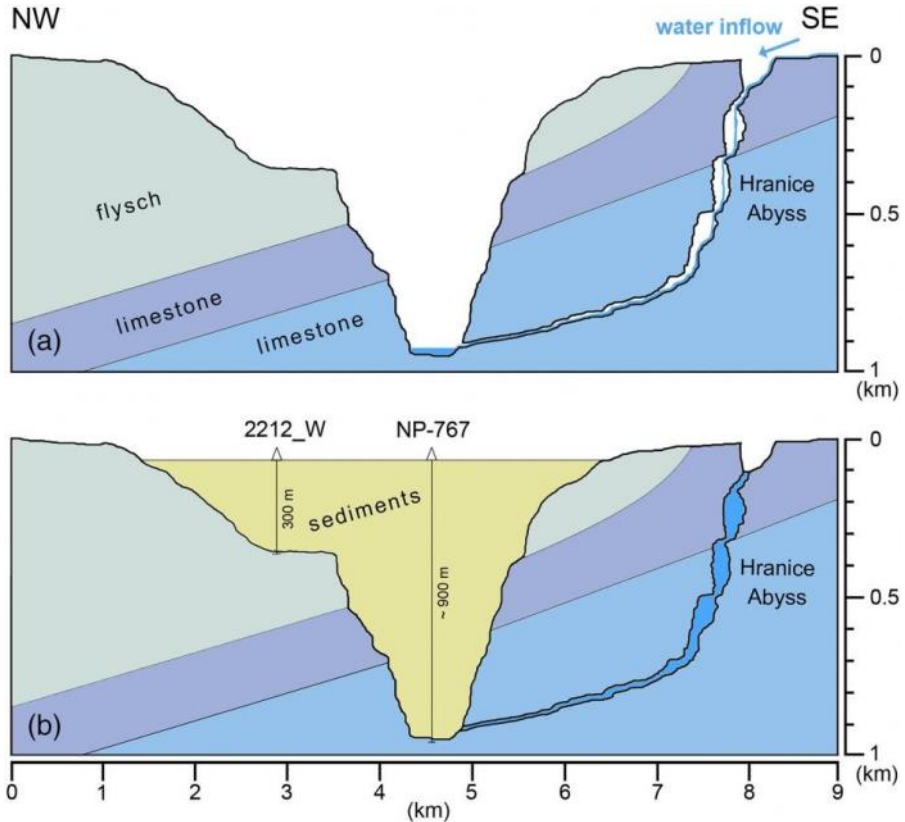 NW
SE
water inflow
0
flysch
Hranice
Abyss
0.5
limestone
limestone
(a)
1
(km)
2212_W
NP-767
0
300 m
sediments
~ 900 m
Hranice
Abyss
0.5
(b)
1
(km)
0 1 2 3 4 5 6 7 8 9
(km)